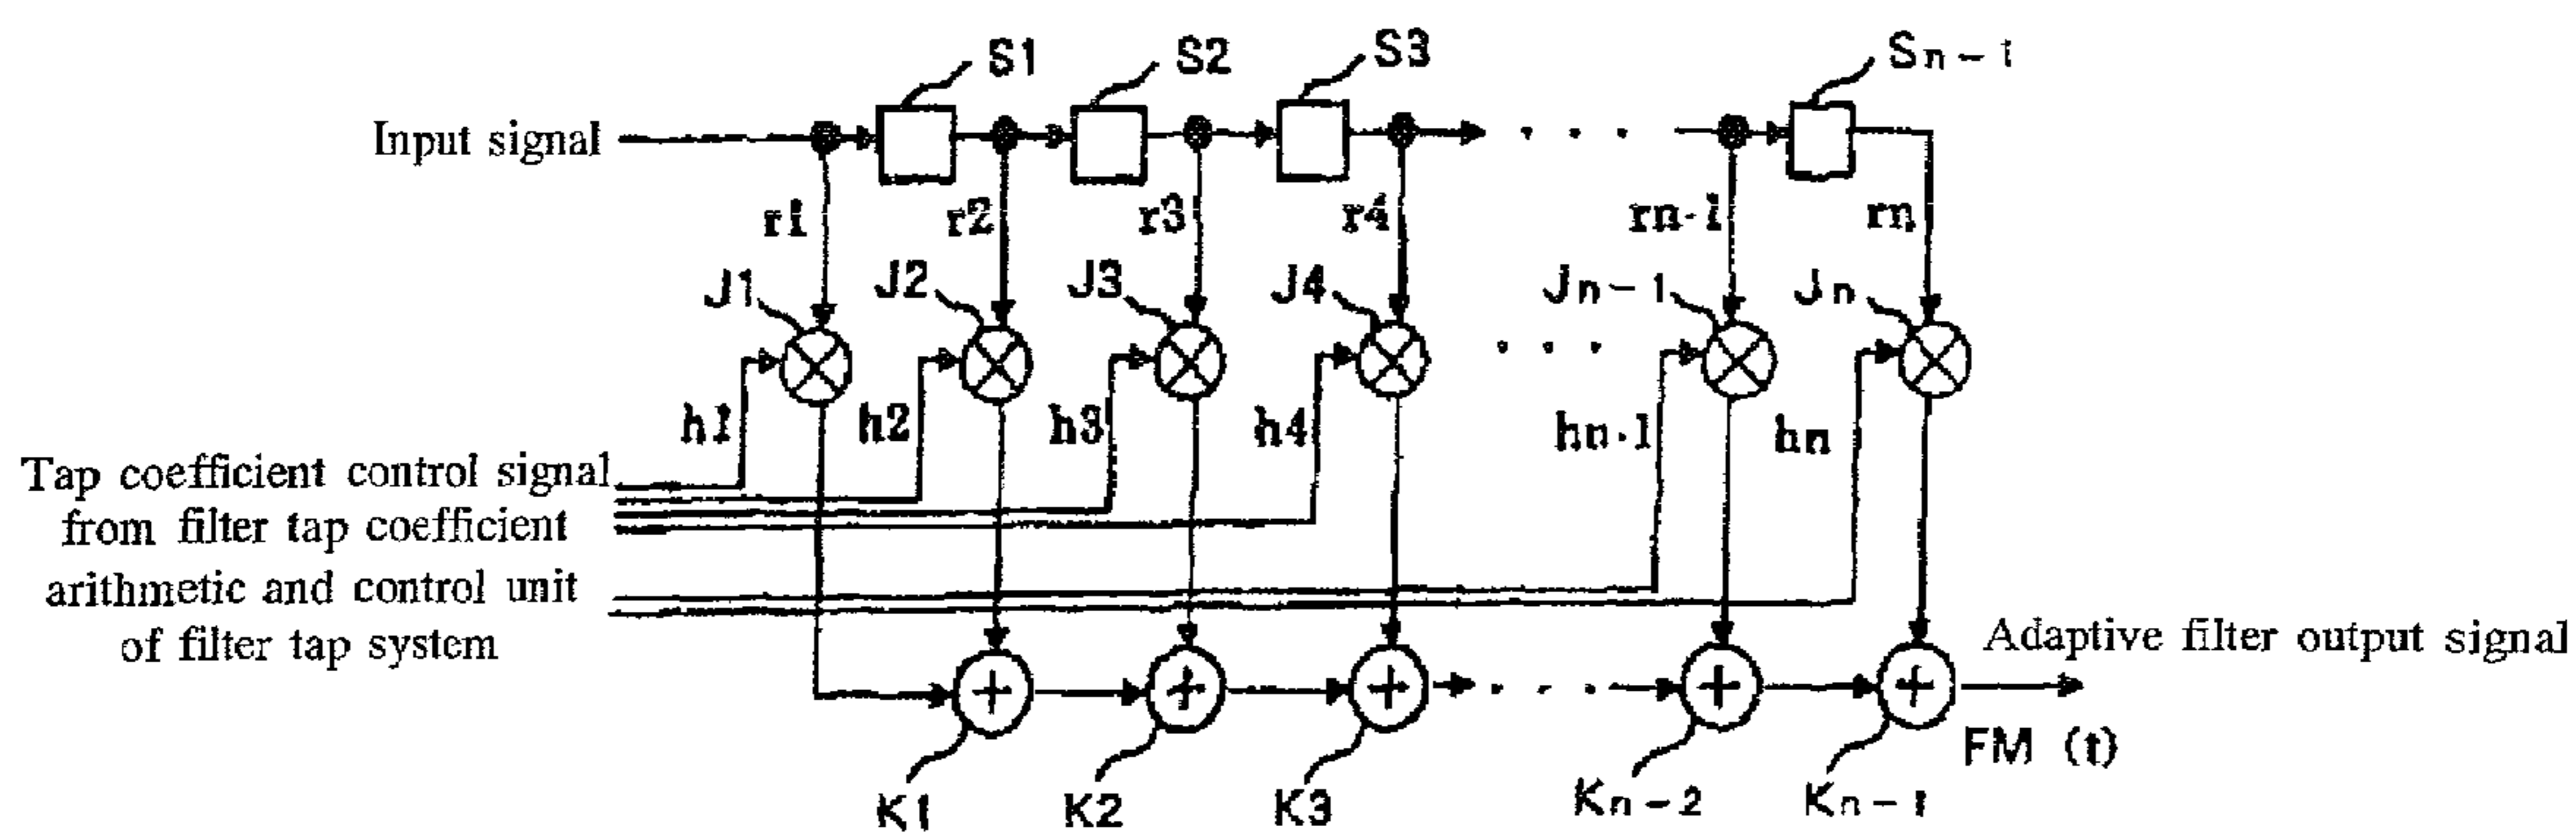 S1 S2 S3 Sn-1
Input signal
r1 r2 r3 r4 rn-1 rn
J1 J2 J3 J4 Jn-1 Jn
h1 h2 h3 h4 hn-1 hn
Tap coefficient control signal
from filter tap coefficient
arithmetic and control unit
of filter tap system
Adaptive filter output signal
FM (t)
K1 K2 K3 Kn-2 Kn-1